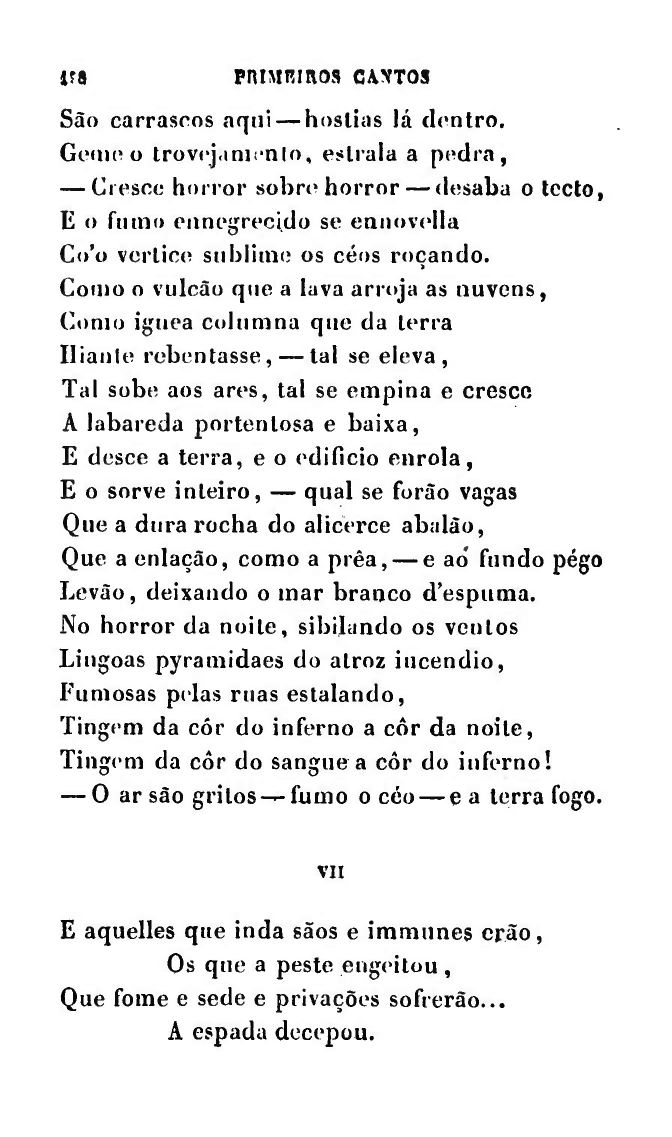 158 PRIMEIROS CANTOS
São carrascos aqui — hostias lá dentro.
Geme o trovejamento, estrala a pedra,
— Cresce horror sobre horror — desaba o tecto,
E o fumo ennegrecido se ennovella
Co'o vertice sublime os céos roçando.
Como o vulcão que a lava arroja as nuvens,
Como ignea columna que da terra
Hiante rebentasse, — tal se eleva,
Tal sobe aos ares, tal se empina e cresce
A labareda portentosa e baixa,
E desce a terra, e o edificio enrola,
E o sorve inteiro, — qual se forão vagas
Que a dura rocha do alicerce abalão,
Que a enlação, como a prêa, — e aó fundo pégo
Levão, deixando o mar branco d'espuma.
No horror da noite, sibilando os ventos
Lingoas pyramidaes do atroz incendio,
Fumosas pelas ruas estalando,
Tingem da côr do inferno a côr da noite,
Tingem da côr do sangue a côr do inferno!
— O ar são gritos — fumo o céo — e a terra fogo.
VII
E aquelles que inda sãos e immunes erão,
Os que a peste engeitou,
Que fome e sede e privações sofrerão...
A espada decepou.